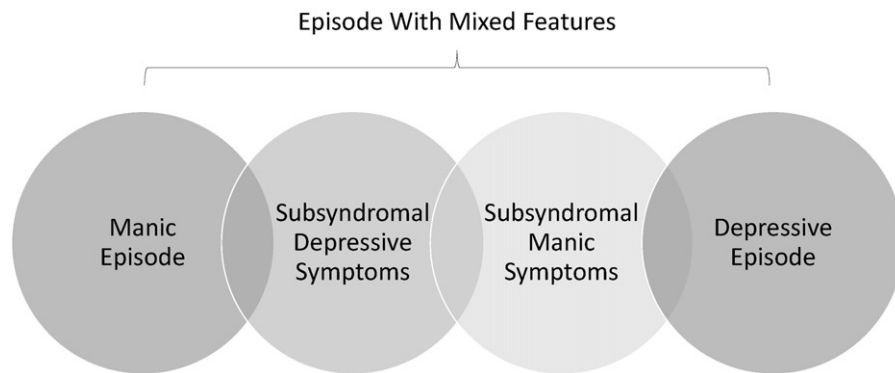 Episode With Mixed Features
Manic
Episode
Subsyndromal
Depressive
Symptoms
Subsyndromal
Manic
Symptoms
Depressive
Episode